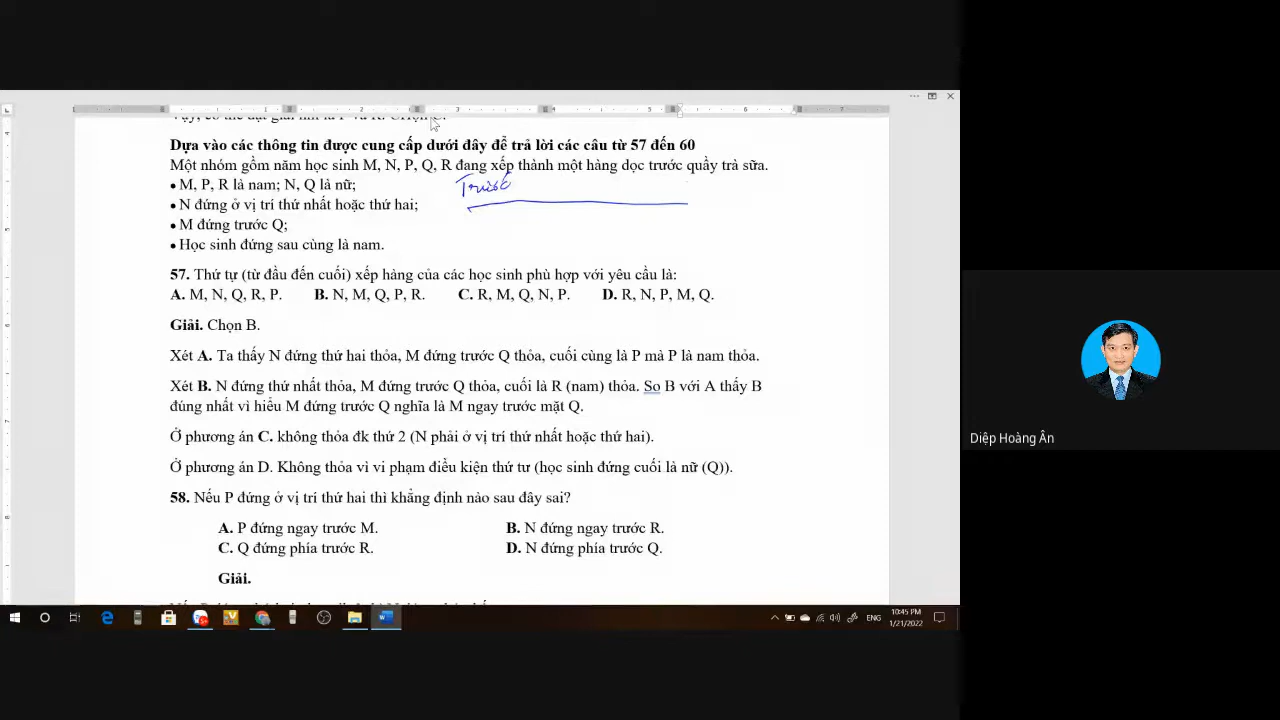 Vậy, có thể đạt giải nhì là P và R. Chọn C.
Dựa vào các thông tin được cung cấp dưới đây để trả lời các câu từ 57 đến 60
Một nhóm gồm năm học sinh M, N, P, Q, R đang xếp thành một hàng dọc trước quầy trà sữa.
• M, P, R là nam; N, Q là nữ;
Trước
• N đứng ở vị trí thứ nhất hoặc thứ hai;
• M đứng trước Q;
• Học sinh đứng sau cùng là nam.
57. Thứ tự (từ đầu đến cuối) xếp hàng của các học sinh phù hợp với yêu cầu là:
A. M, N, Q, R, P. B. N, M, Q, P, R. C. R, M, Q, N, P. D. R, N, P, M, Q.
Giải. Chọn B.
Xét A. Ta thấy N đứng thứ hai thỏa, M đứng trước Q thỏa, cuối cùng là P mà P là nam thỏa.
Xét B. N đứng thứ nhất thỏa, M đứng trước Q thỏa, cuối là R (nam) thỏa. So B với A thấy B
đúng nhất vì hiểu M đứng trước Q nghĩa là M ngay trước mặt Q.
Ở phương án C. không thỏa đk thứ 2 (N phải ở vị trí thứ nhất hoặc thứ hai).
Ở phương án D. Không thỏa vì vi phạm điều kiện thứ tư (học sinh đứng cuối là nữ (Q)).
58. Nếu P đứng ở vị trí thứ hai thì khẳng định nào sau đây sai?
A. P đứng ngay trước M. B. N đứng ngay trước R.
C. Q đứng phía trước R. D. N đứng phía trước Q.
Giải.
Diệp Hoàng Ân
ENG
10:45 PM
1/21/2022